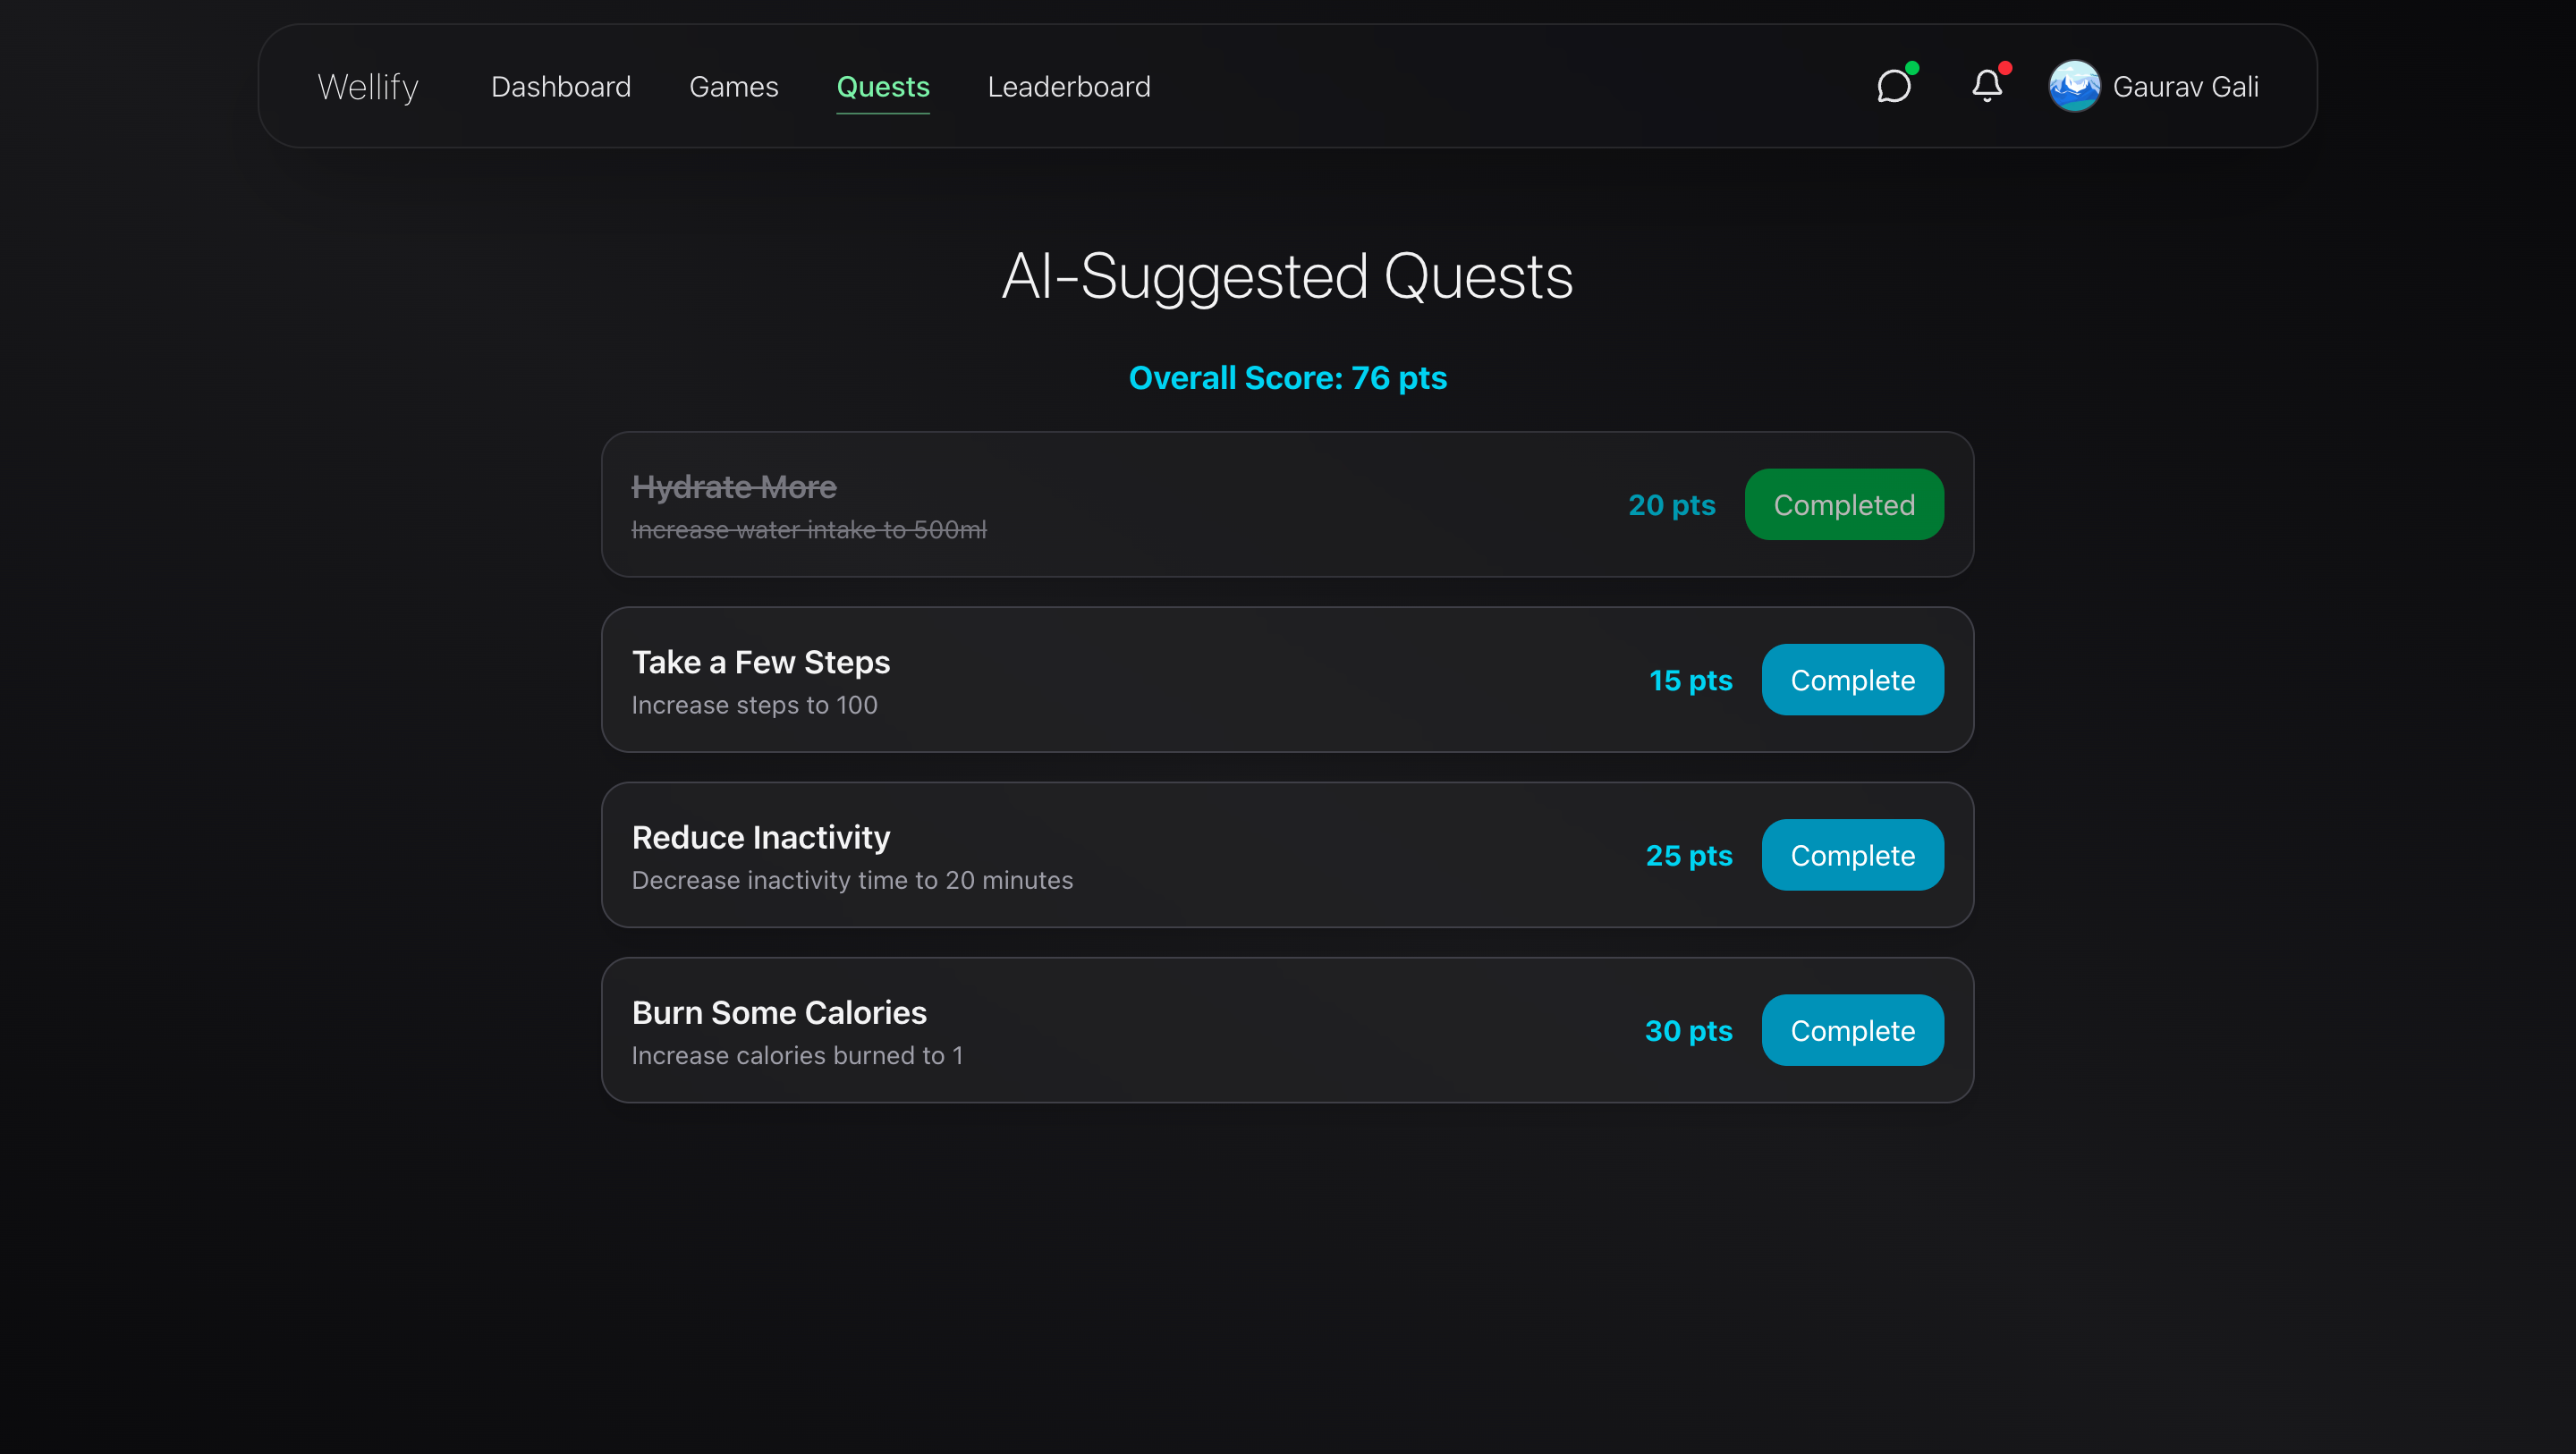 Wellify
Dashboard
Games
Quests
Leaderboard
Gaurav Gali
AI-Suggested Quests
Overall Score: 76 pts
Hydrate More
Increase water intake to 500ml
20 pts
Completed
Take a Few Steps
Increase steps to 100
15 pts
Complete
Reduce Inactivity
Decrease inactivity time to 20 minutes
25 pts
Complete
Burn Some Calories
Increase calories burned to 1
30 pts
Complete